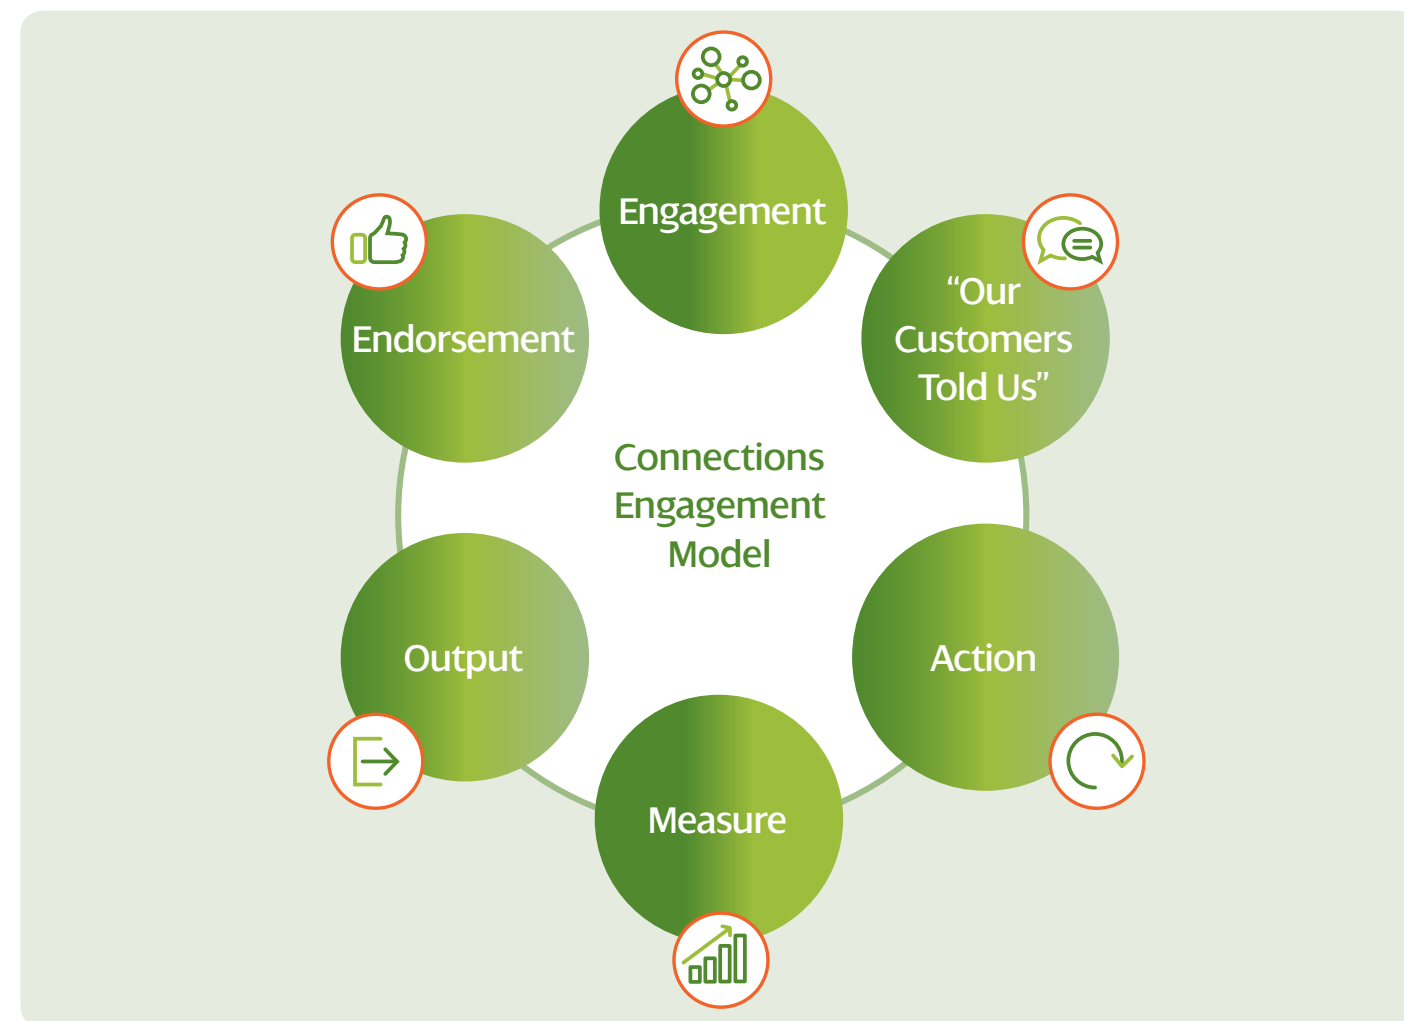 Engagement
“Our
Customers
Told Us”
Action
Measure
Output
Endorsement
Connections
Engagement
Model